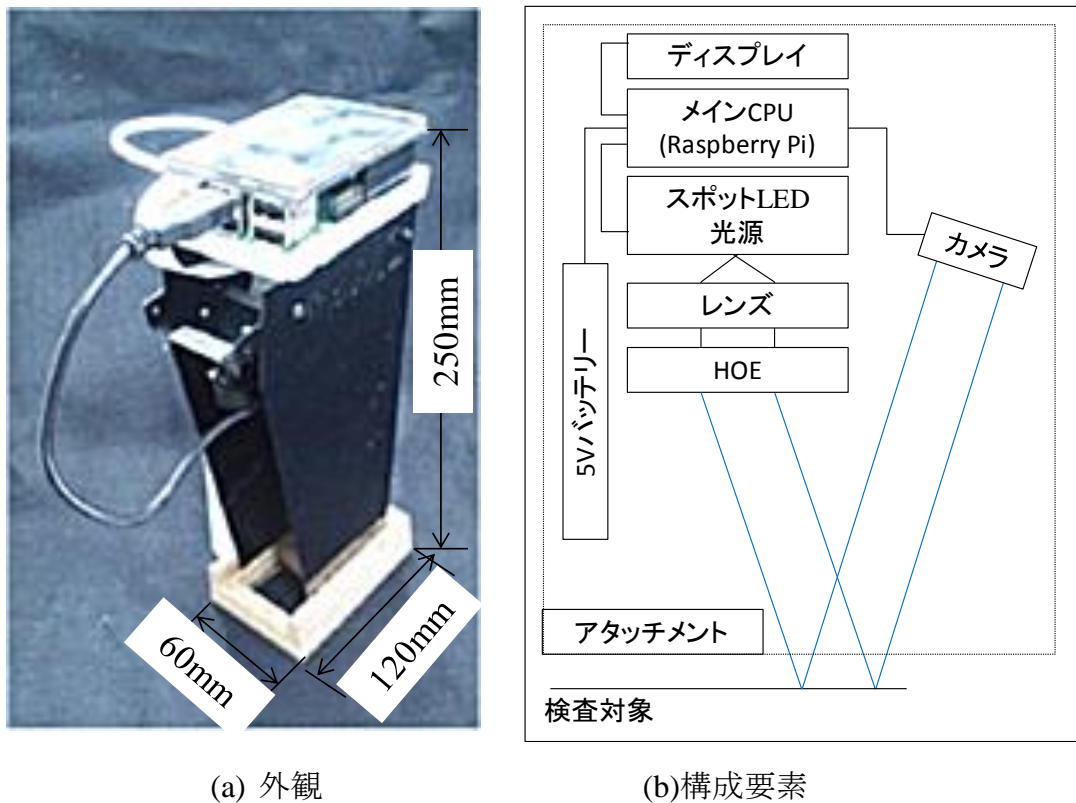 250mm
60mm
120mm
(a) 外観
ディスプレイ
メインCPU
(Raspberry Pi)
スポットLED
光源
カメラ
レンズ
HOE
5Vバッテリー
アタッチメント
検査対象
(b)構成要素